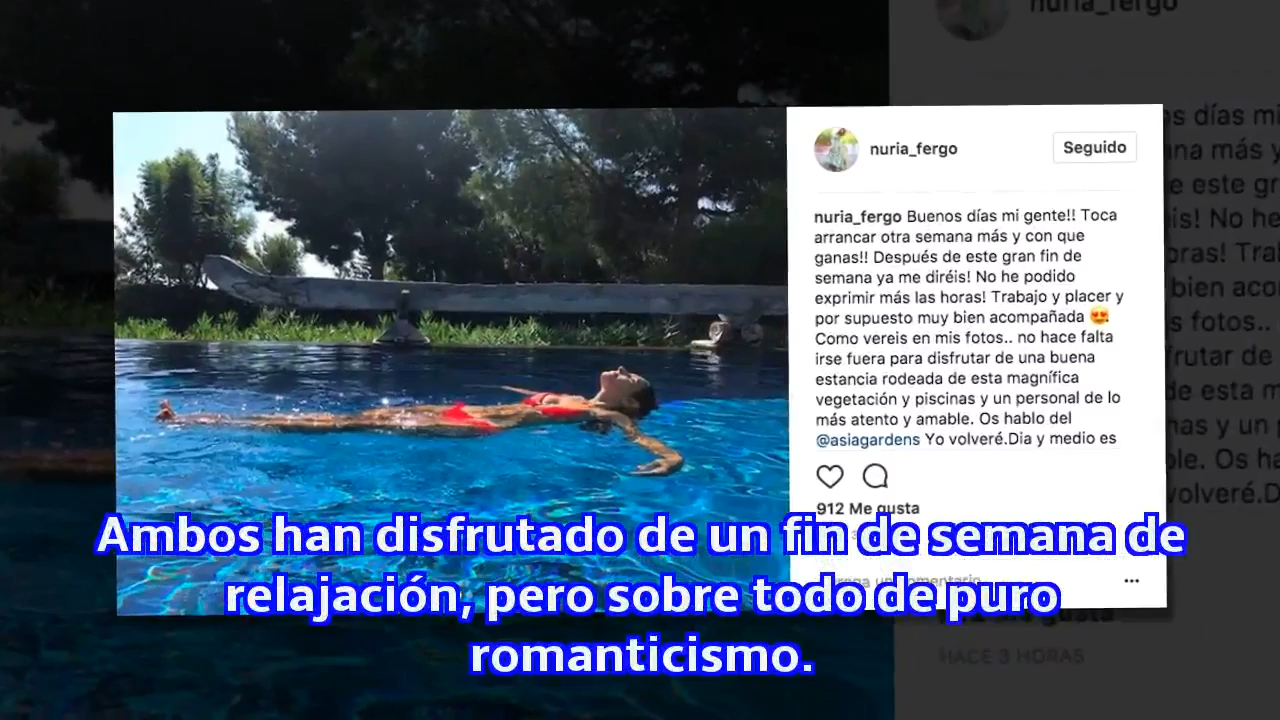 nuria_fergo
Seguido
nuria_fergo Buenos días mi gente!! Toca
arrancar otra semana más y con que
ganas!! Después de este gran fin de
semana ya me diréis! No he podido
exprimir más las horas! Trabajo y placer y
por supuesto muy bien acompañada 😍
Como vereis en mis fotos.. no hace falta
irse fuera para disfrutar de una buena
estancia rodeada de esta magnífica
vegetación y piscinas y un personal de lo
más atento y amable. Os hablo del
@asiagardens Yo volveré.Dia y medio es
912 Me gusta
Ambos han disfrutado de un fin de semana de
relajación, pero sobre todo de puro
romanticismo.
nuria_fergo
HACE 3 HORAS